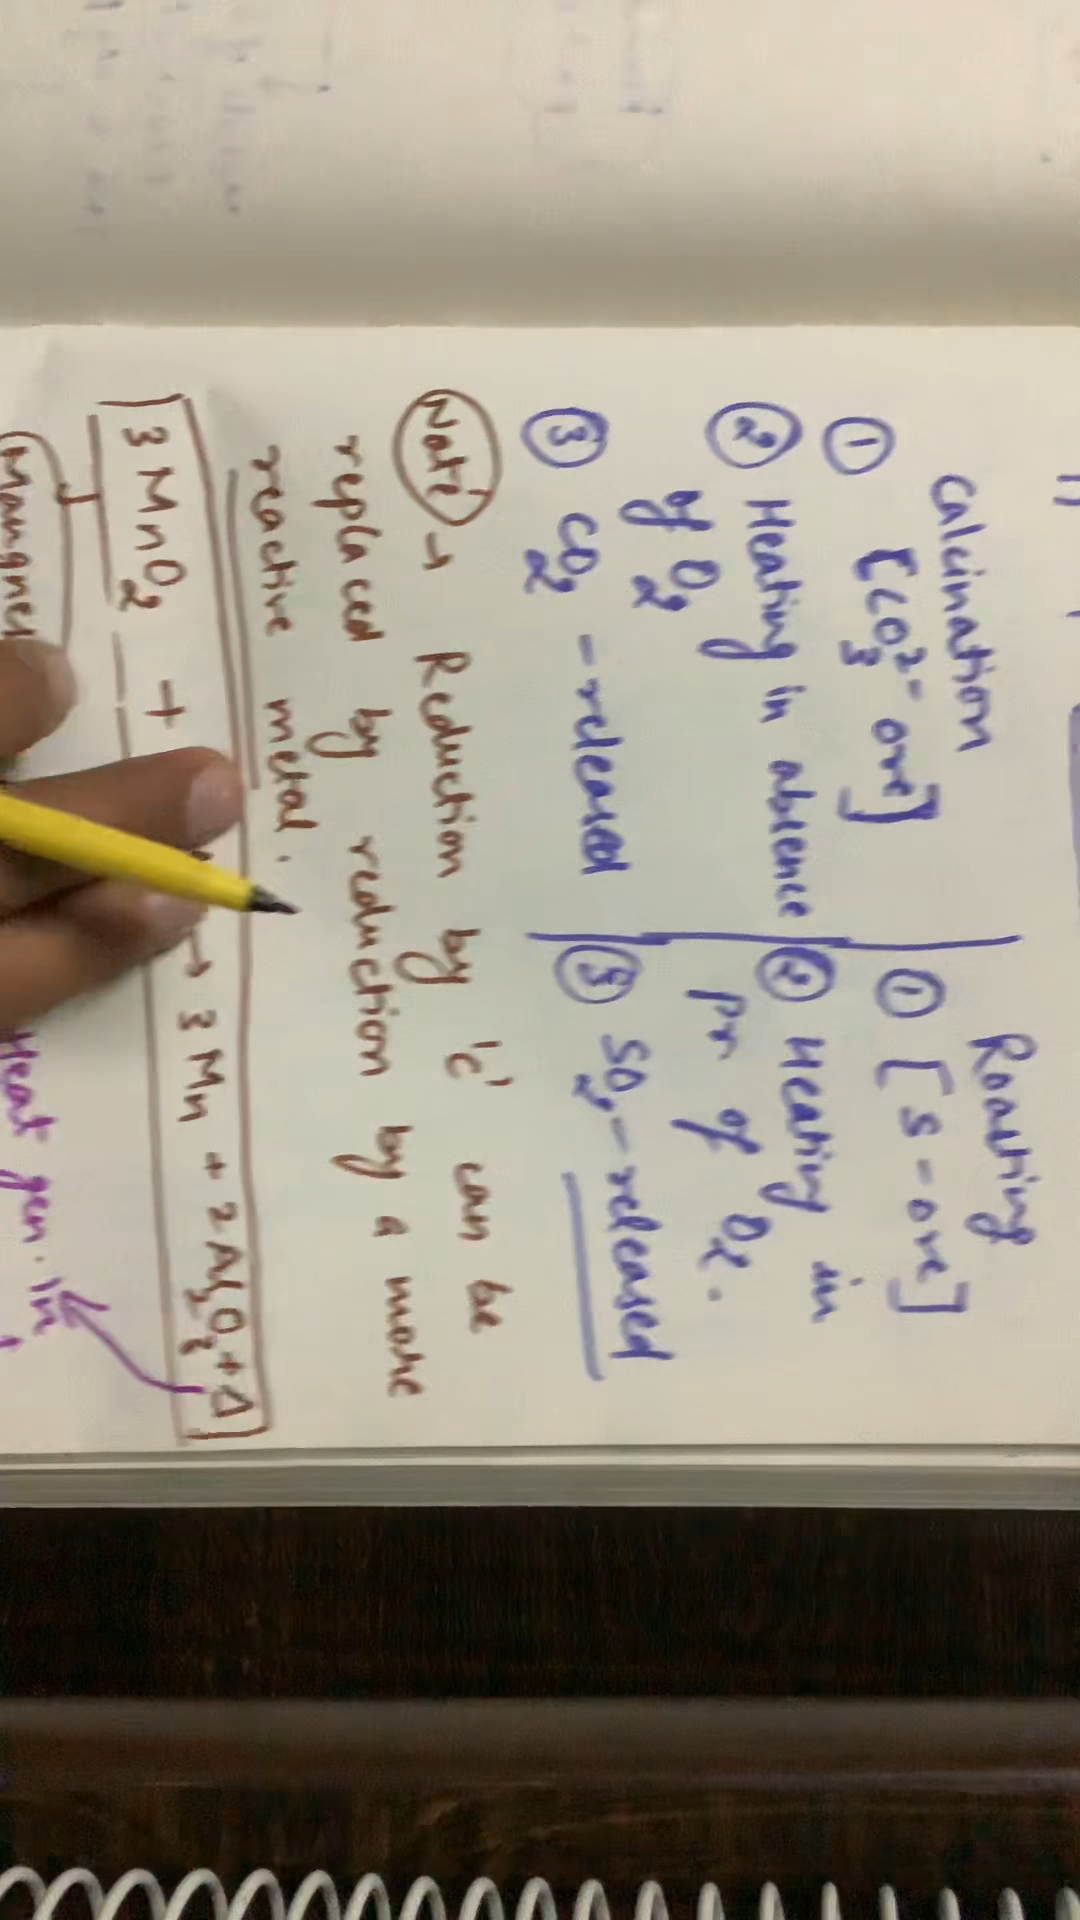 Calcination
Roasting
① [CO₃²⁻ ore]
① [S-ore]
② Heating in absence
of O₂
② Heating in
pr of O₂.
③ CO₂ - released
③ SO₂ - released
Note → Reduction by 'c' can be
replaced by reduction by a more
reactive metal.
3 MnO₂ + → 3 Mn + 2Al₂O₃ + Δ
Heat gen. in